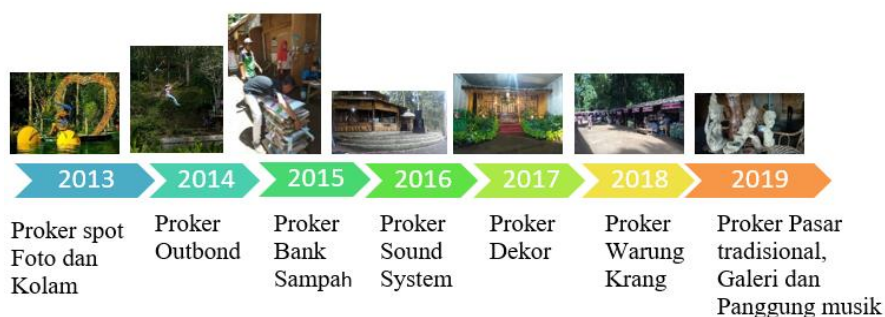 2013
2014
2015
2016
2017
2018
2019
Proker spot
Foto dan
Kolam
Proker
Outbond
Proker
Bank
Sampah
Proker
Sound
System
Proker
Dekor
Proker
Warung
Krang
Proker Pasar
tradisional,
Galeri dan
Panggung musik